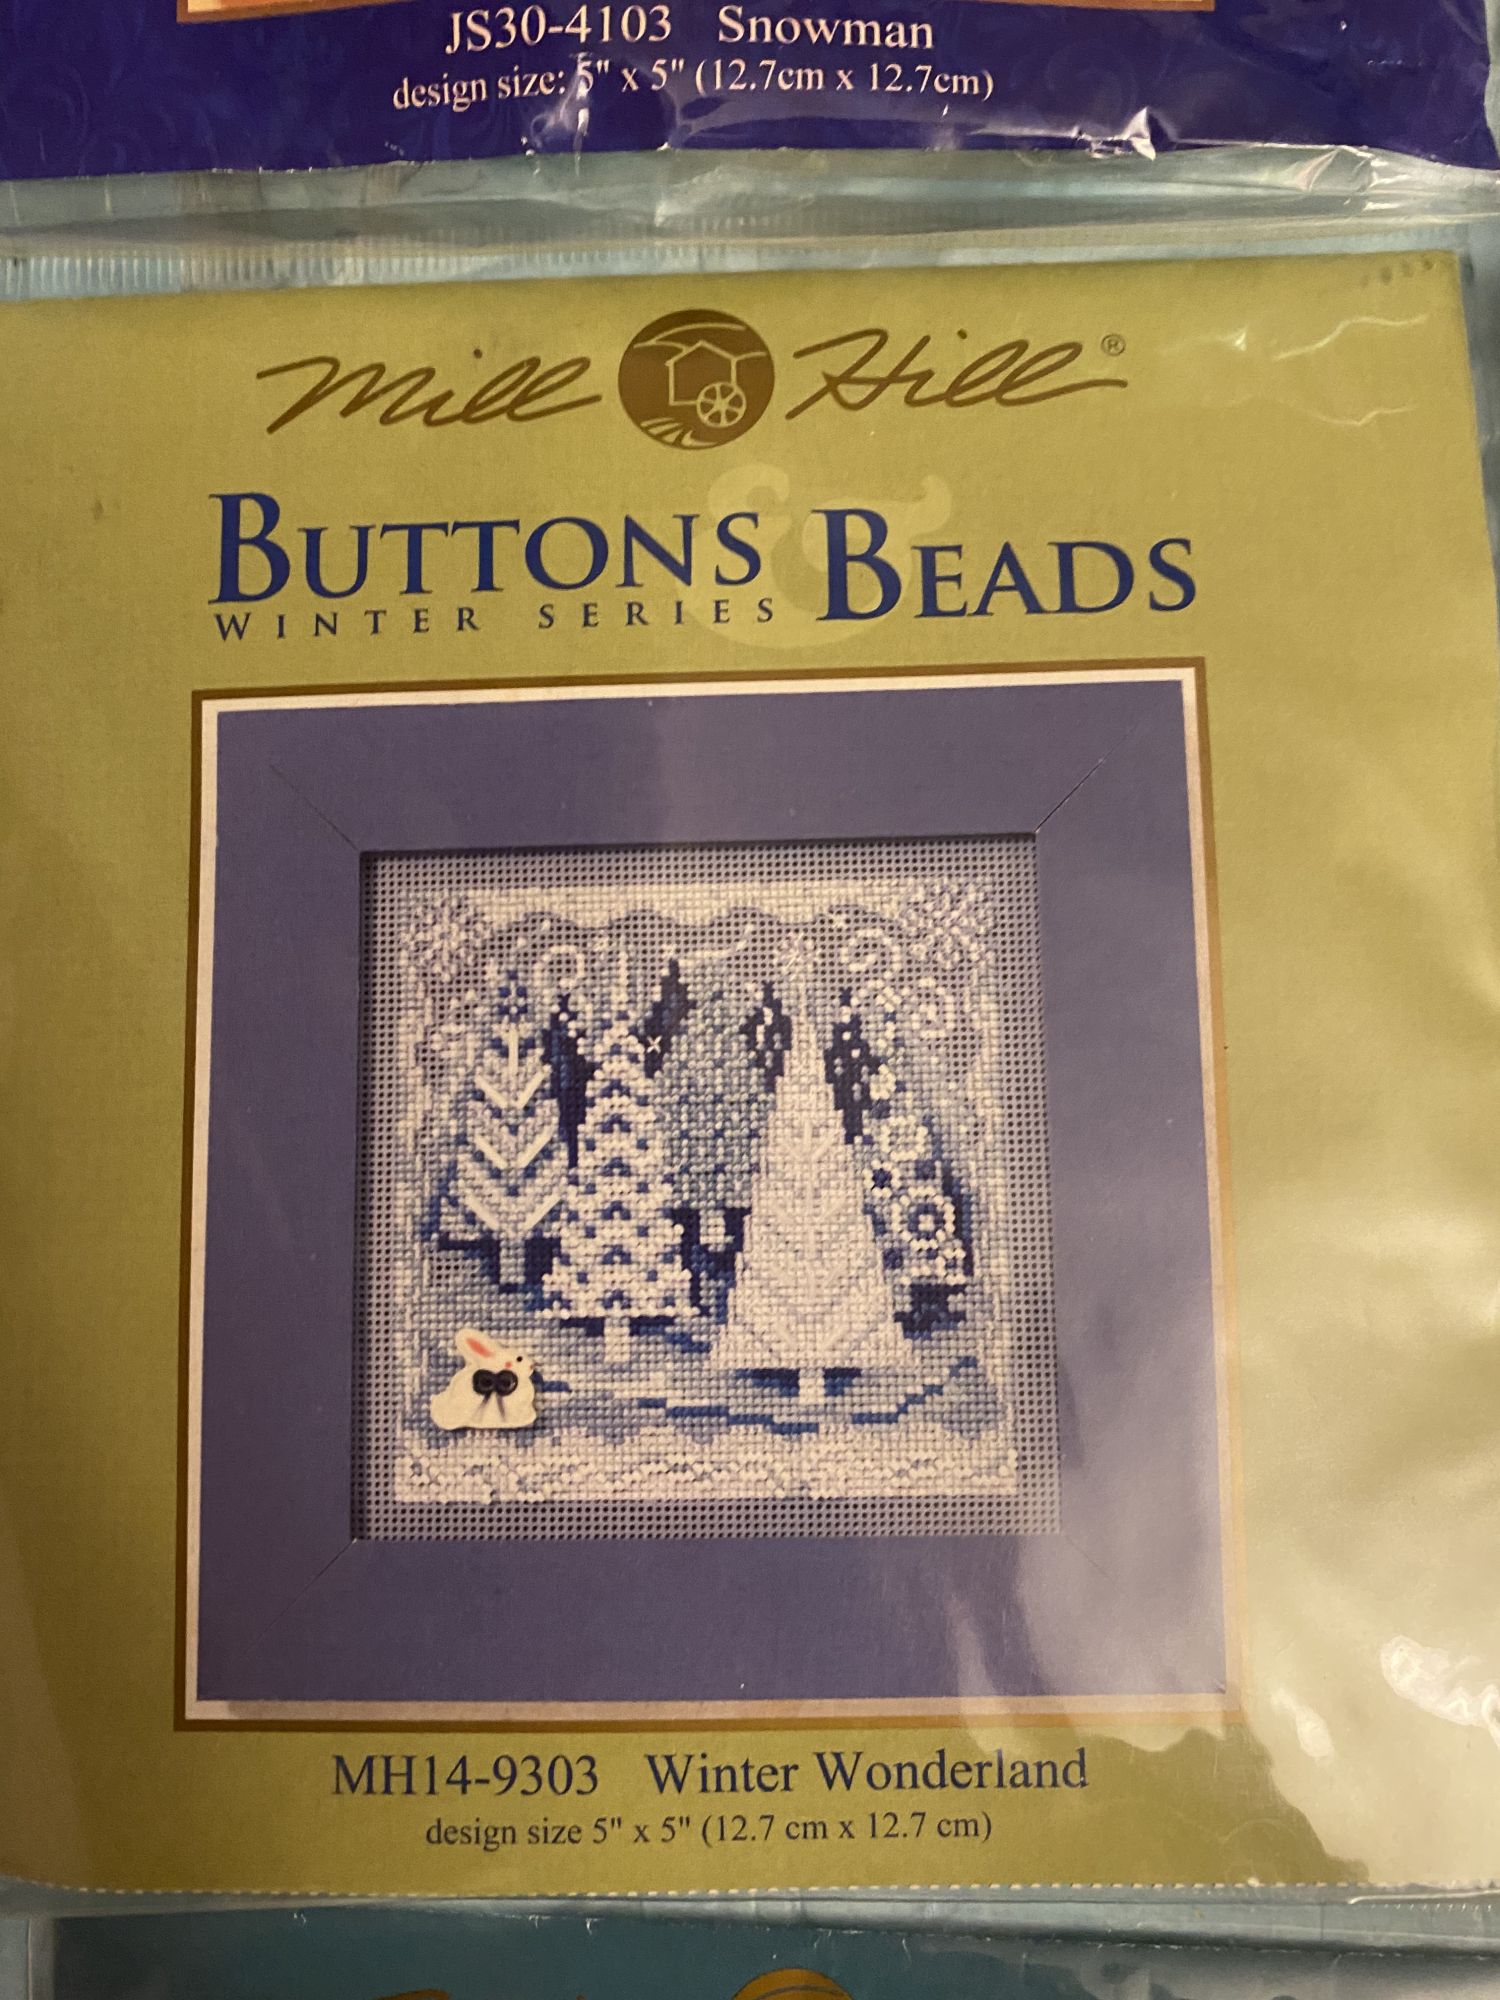 JS30-4103 Snowman
design size: 5" x 5" (12.7cm x 12.7cm)
Mill Hill®
BUTTONS & BEADS
WINTER SERIES
MH14-9303 Winter Wonderland
design size 5" x 5" (12.7 cm x 12.7 cm)